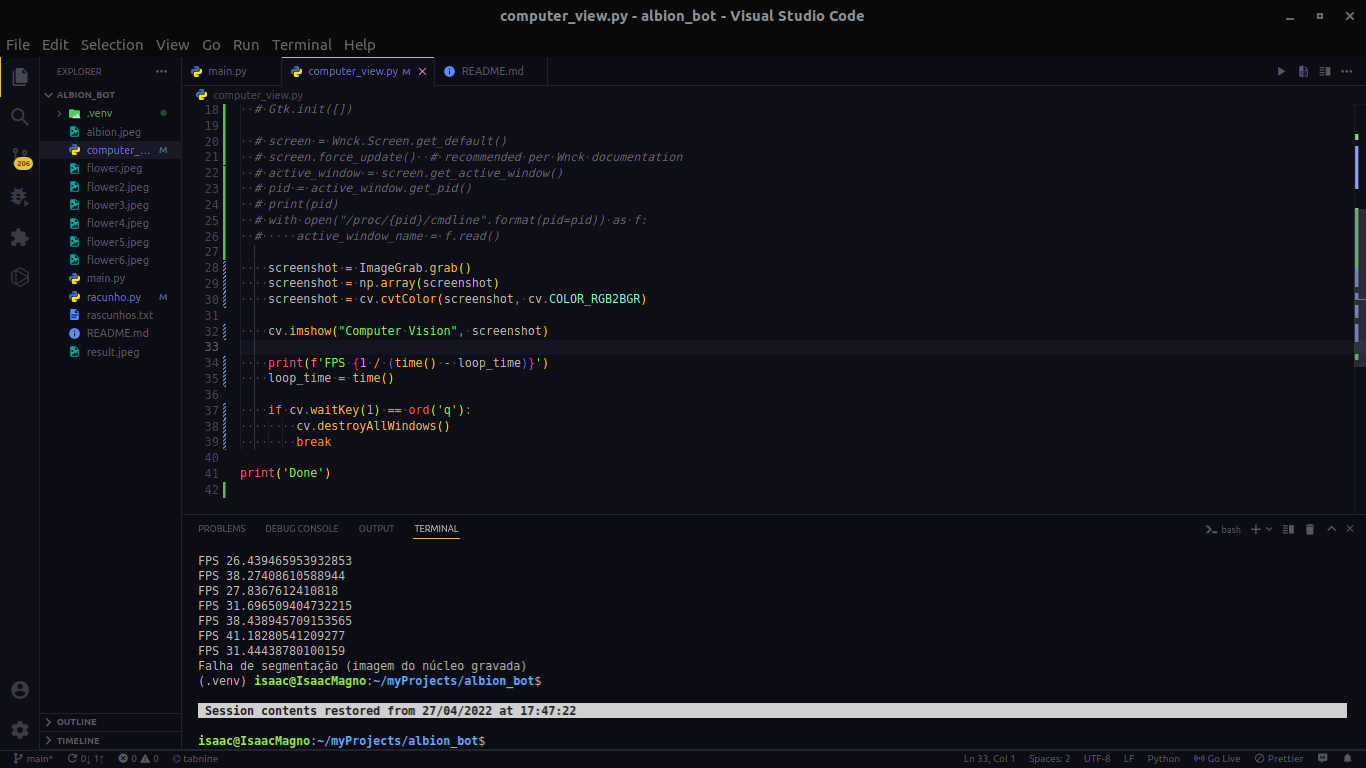 computer_view.py - albion_bot - Visual Studio Code
File Edit Selection View Go Run Terminal Help
EXPLORER
main.py
computer_view.py M
README.md
ALBION_BOT
computer_view.py
.venv
albion.jpeg
computer_... M
flower.jpeg
flower2.jpeg
flower3.jpeg
flower4.jpeg
flower5.jpeg
flower6.jpeg
main.py
racunho.py M
rascunhos.txt
README.md
result.jpeg
206
18 # Gtk.init([])
19
20 # screen = Wnck.Screen.get_default()
21 # screen.force_update() # recommended per Wnck documentation
22 # active_window = screen.get_active_window()
23 # pid = active_window.get_pid()
24 # print(pid)
25 # with open("/proc/{pid}/cmdline".format(pid=pid)) as f:
26 # active_window_name = f.read()
27
28 screenshot = ImageGrab.grab()
29 screenshot = np.array(screenshot)
30 screenshot = cv.cvtColor(screenshot, cv.COLOR_RGB2BGR)
31
32 cv.imshow("Computer Vision", screenshot)
33
34 print(f'FPS {1 / (time() - loop_time)}')
35 loop_time = time()
36
37 if cv.waitKey(1) == ord('q'):
38 cv.destroyAllWindows()
39 break
40
41 print('Done')
42
PROBLEMS DEBUG CONSOLE OUTPUT TERMINAL
bash
FPS 26.439465953932853
FPS 38.27408610588944
FPS 27.8367612410818
FPS 31.696509404732215
FPS 38.438945709153565
FPS 41.18280541209277
FPS 31.44438780100159
Falha de segmentação (imagem do núcleo gravada)
(.venv) isaac@IsaacMagno:~/myProjects/albion_bot$
Session contents restored from 27/04/2022 at 17:47:22
isaac@IsaacMagno:~/myProjects/albion_bot$
OUTLINE
TIMELINE
main* 0↓ 1↑ 0 0 tabnine
Ln 33, Col 1 Spaces: 2 UTF-8 LF Python Go Live Prettier